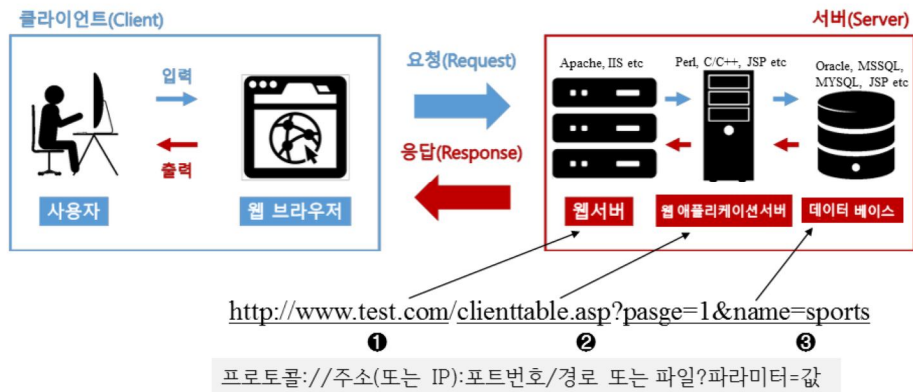 클라이언트(Client)
서버(Server)
입력
출력
사용자
웹 브라우저
요청(Request)
응답(Response)
Apache, IIS etc
Perl, C/C++, JSP etc
Oracle, MSSQL,
MYSQL, JSP etc
웹서버
웹 애플리케이션 서버
데이터 베이스
http://www.test.com/clienttable.asp?pasge=1&name=sports
❶
❷
❸
프로토콜://주소(또는 IP):포트번호/경로 또는 파일?파라미터=값